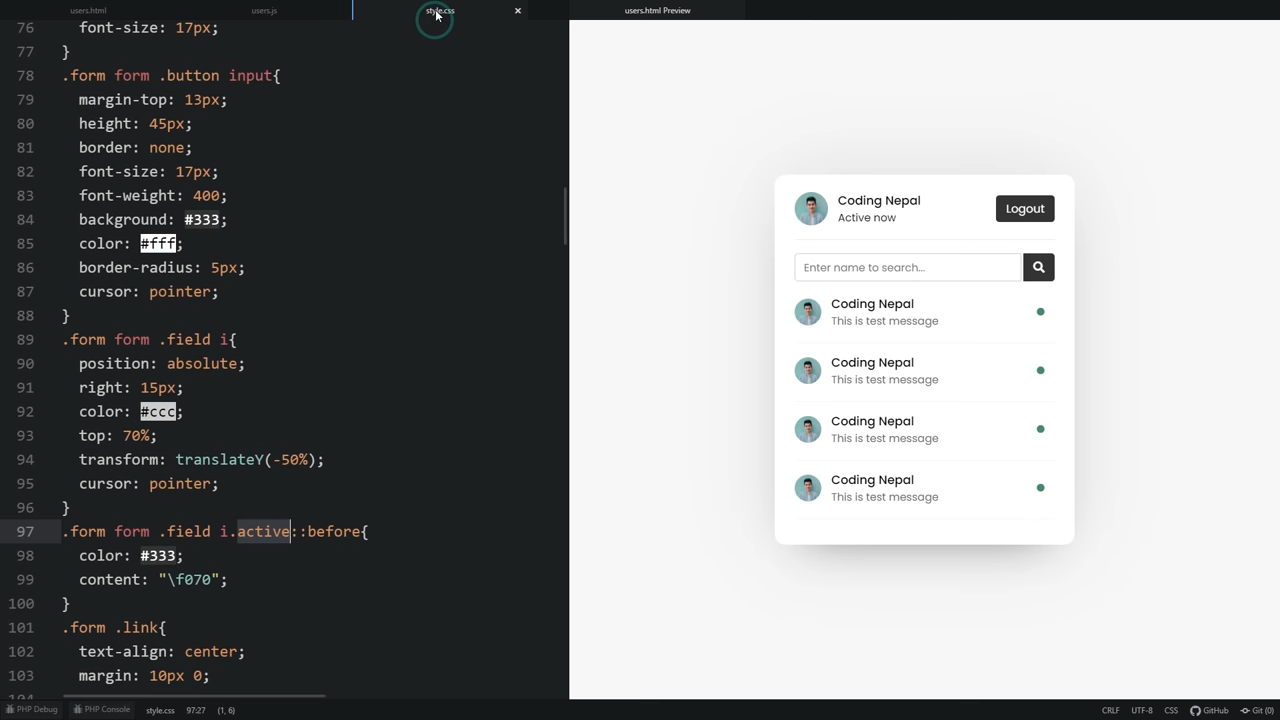 users.html users.js style.css × users.html Preview
76 font-size: 17px;
77 }
78 .form form .button input{
79 margin-top: 13px;
80 height: 45px;
81 border: none;
82 font-size: 17px;
83 font-weight: 400;
84 background: #333;
85 color: #fff;
86 border-radius: 5px;
87 cursor: pointer;
88 }
89 .form form .field i{
90 position: absolute;
91 right: 15px;
92 color: #ccc;
93 top: 70%;
94 transform: translateY(-50%);
95 cursor: pointer;
96 }
97 .form form .field i.active::before{
98 color: #333;
99 content: "\f070";
100 }
101 .form .link{
102 text-align: center;
103 margin: 10px 0;
104
Coding Nepal
Active now
Logout
Enter name to search...
Coding Nepal
This is test message
Coding Nepal
This is test message
Coding Nepal
This is test message
Coding Nepal
This is test message
PHP Debug PHP Console style.css 97:27 (1, 6) CRLF UTF-8 CSS GitHub Git (0)